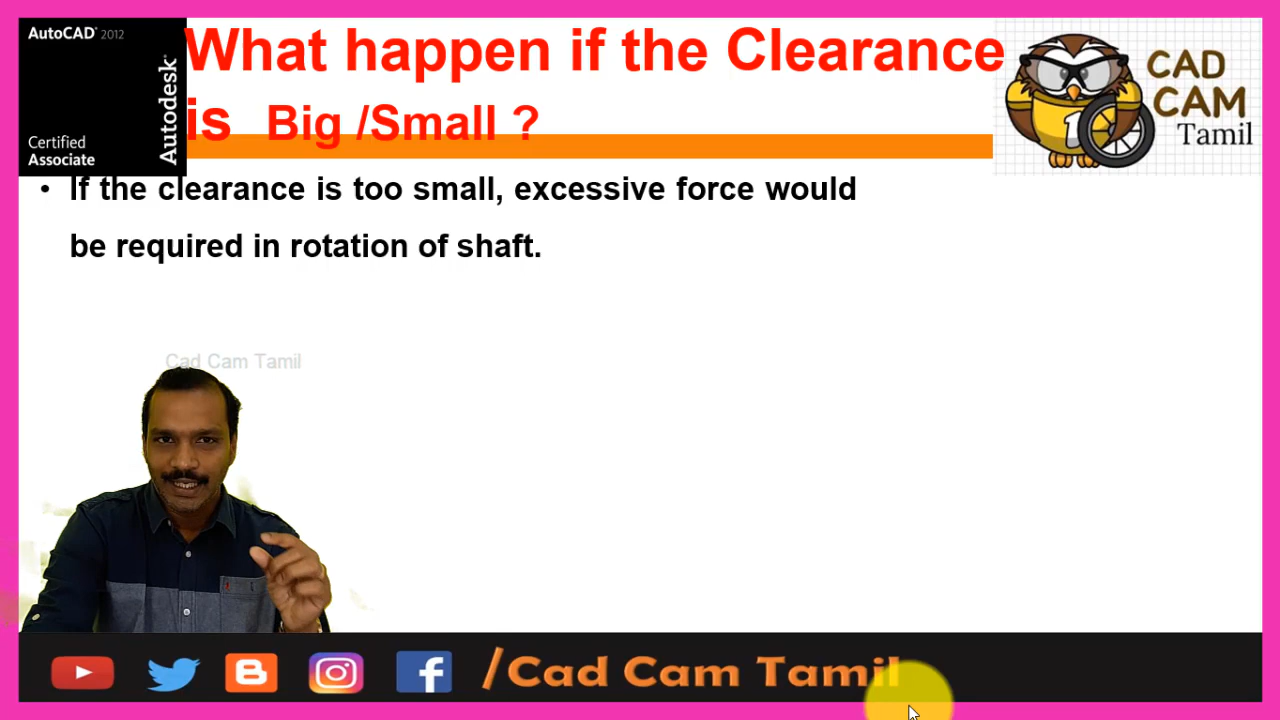 AutoCAD® 2012
Autodesk®
Certified
Associate
What happen if the Clearance
is Big /Small ?
CAD
CAM
Tamil
1
• If the clearance is too small, excessive force would
be required in rotation of shaft.
Cad Cam Tamil
/Cad Cam Tamil